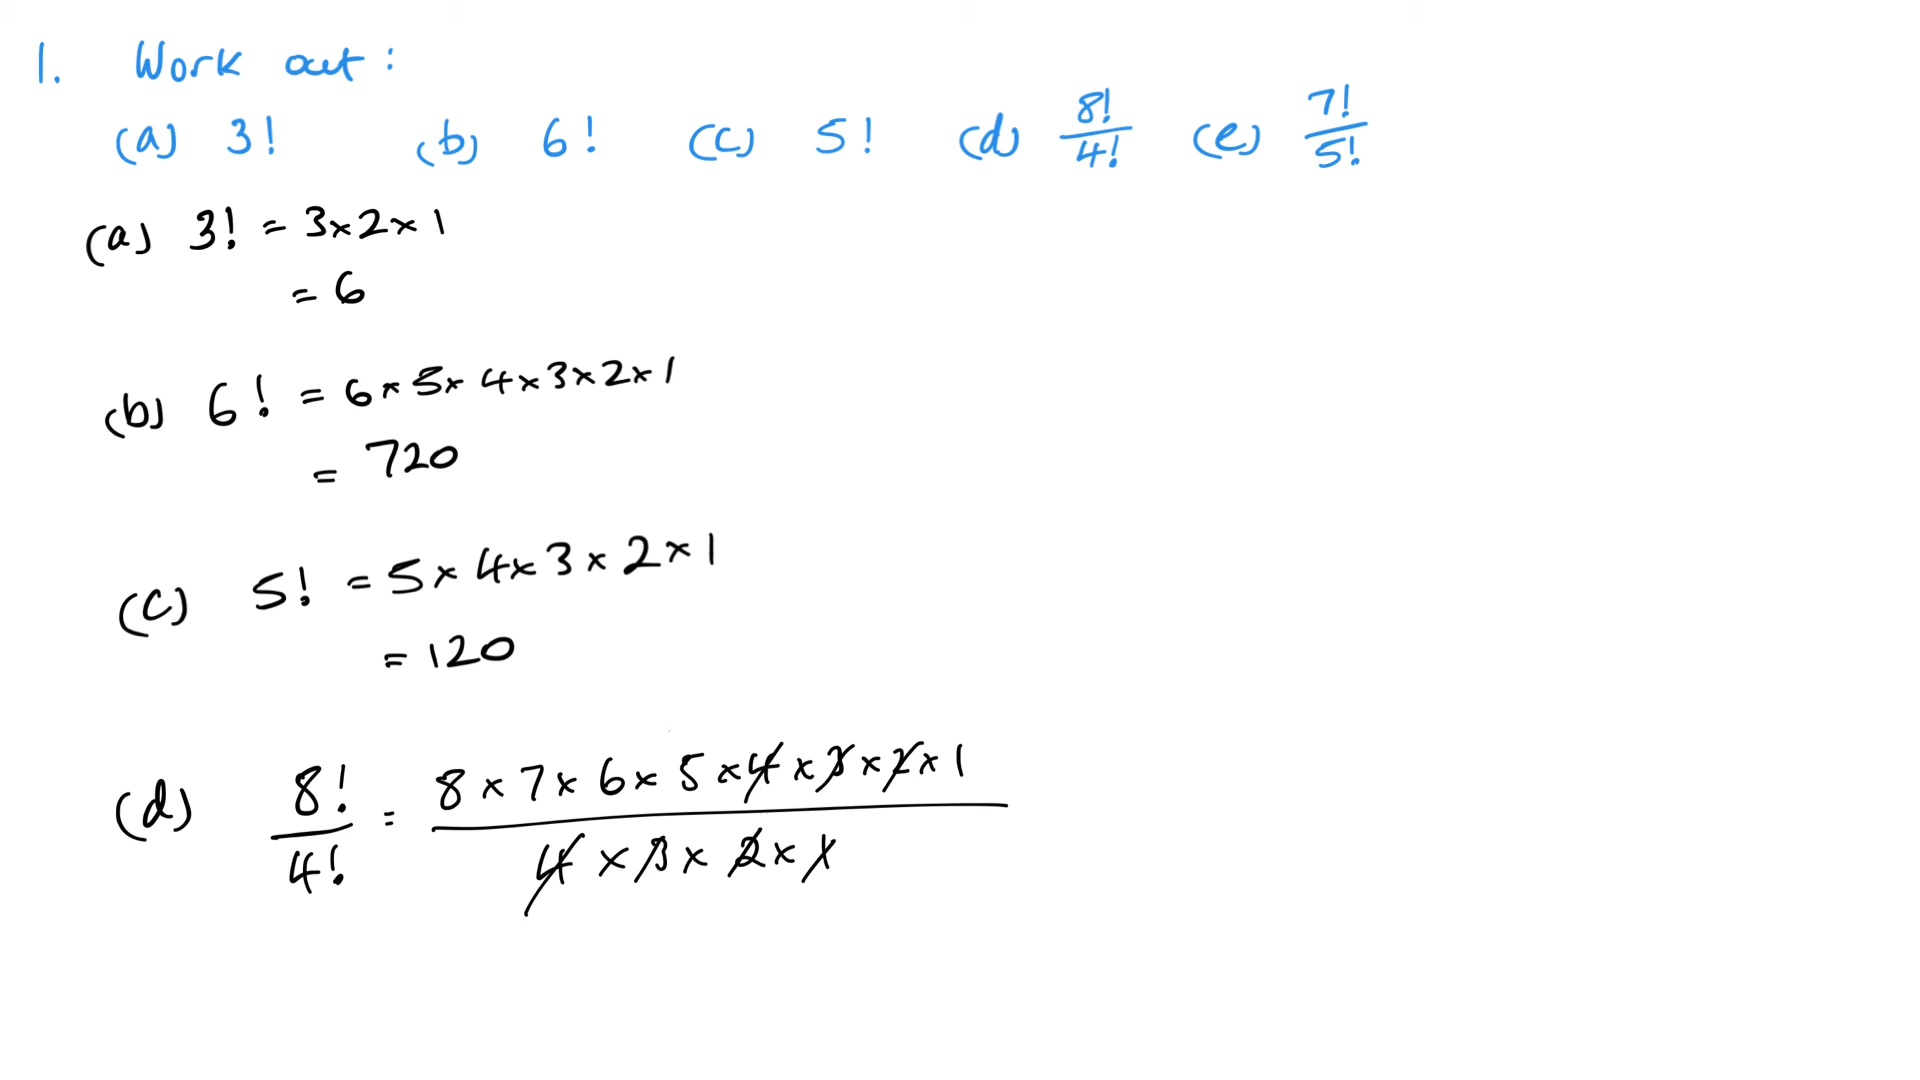 1. Work out:
(a) 3! (b) 6! (c) 5! (d) 8!/4! (e) 7!/5!
(a) 3! = 3×2×1
= 6
(b) 6! = 6×5×4×3×2×1
= 720
(c) 5! = 5×4×3×2×1
= 120
(d) 8!/4! = 8×7×6×5×4×3×2×1 / 4×3×2×1